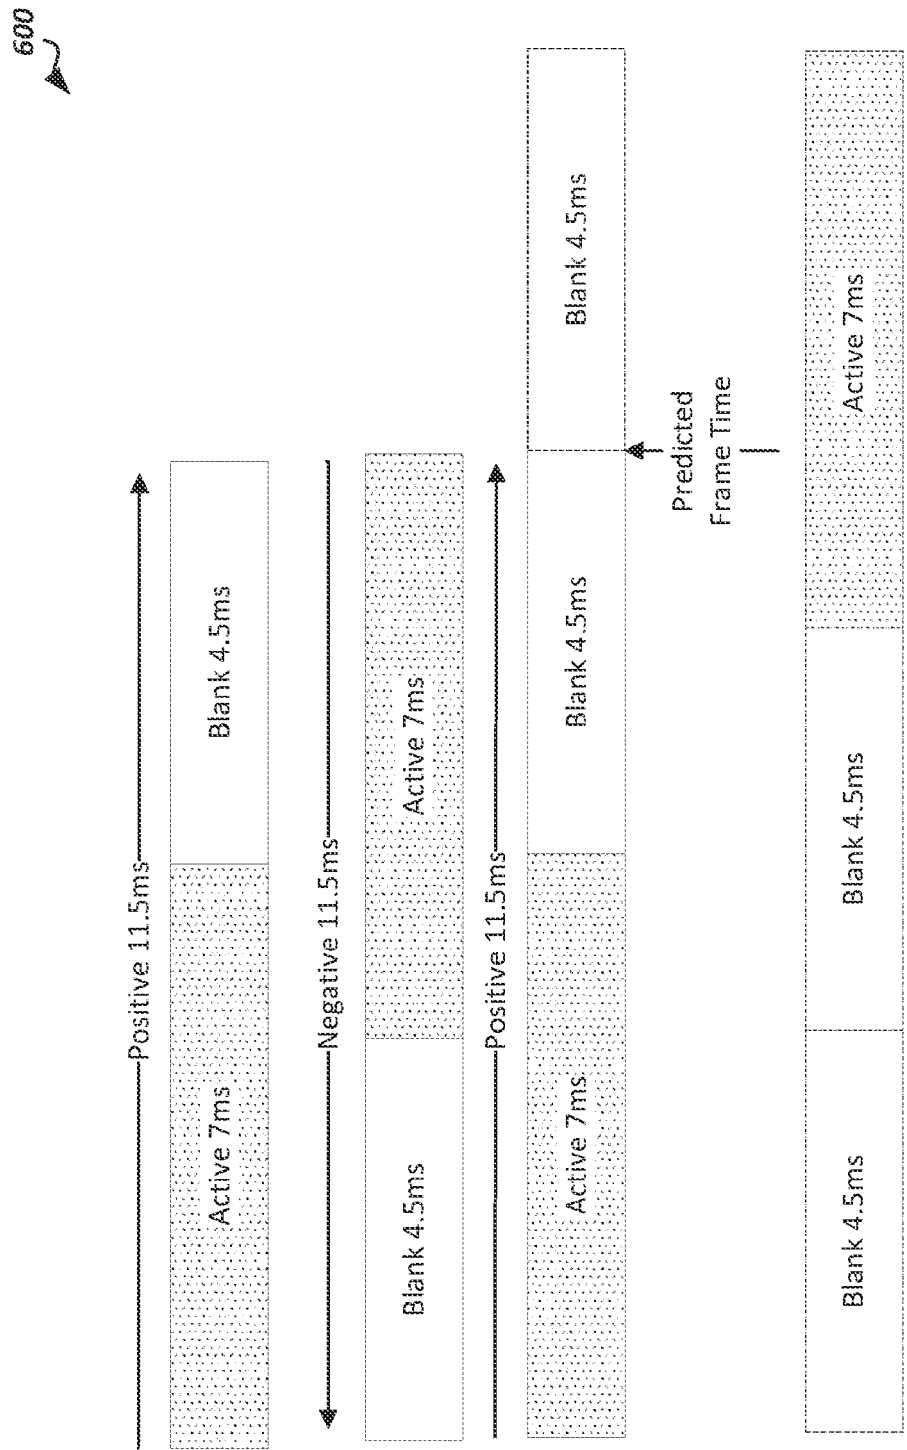 600
Positive 11.5ms
Active 7ms
Blank 4.5ms
Negative 11.5ms
Blank 4.5ms
Active 7ms
Positive 11.5ms
Active 7ms
Blank 4.5ms
Blank 4.5ms
Predicted
Frame Time
Blank 4.5ms
Blank 4.5ms
Active 7ms